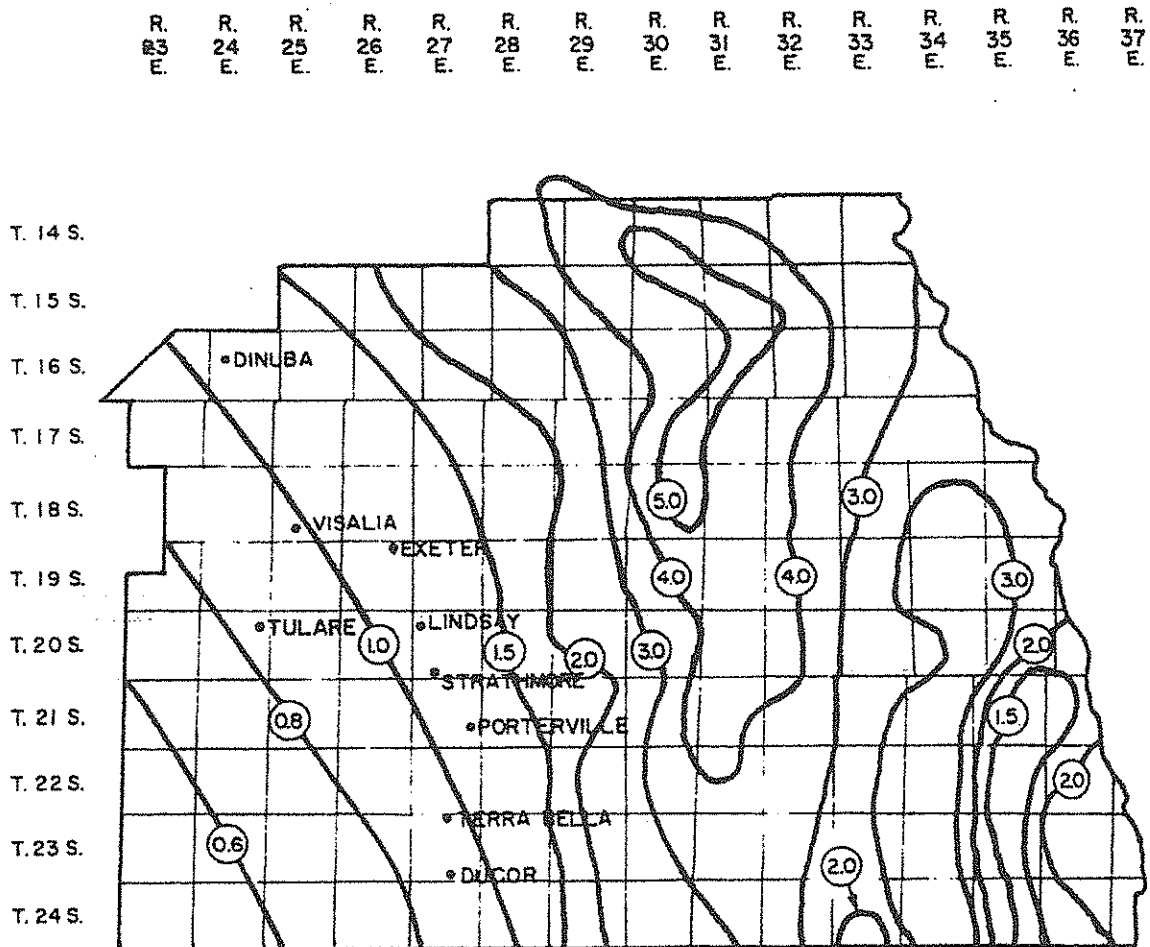 R. R. R. R. R. R. R. R. R. R. R. R. R. R. R.
23 24 25 26 27 28 29 30 31 32 33 34 35 36 37
E. E. E. E. E. E. E. E. E. E. E. E. E. E. E.
T. 14 S.
T. 15 S.
T. 16 S.
DINUBA
T. 17 S.
T. 18 S.
5.0
3.0
VISALIA
EXETER
T. 19 S.
4.0
4.0
3.0
T. 20 S.
TULARE
1.0
LINDSAY
1.5
2.0
3.0
2.0
STRATHMORE
T. 21 S.
0.8
PORTERVILLE
1.5
T. 22 S.
2.0
TERRA BELLA
T. 23 S.
0.6
2.0
DUCOR
T. 24 S.